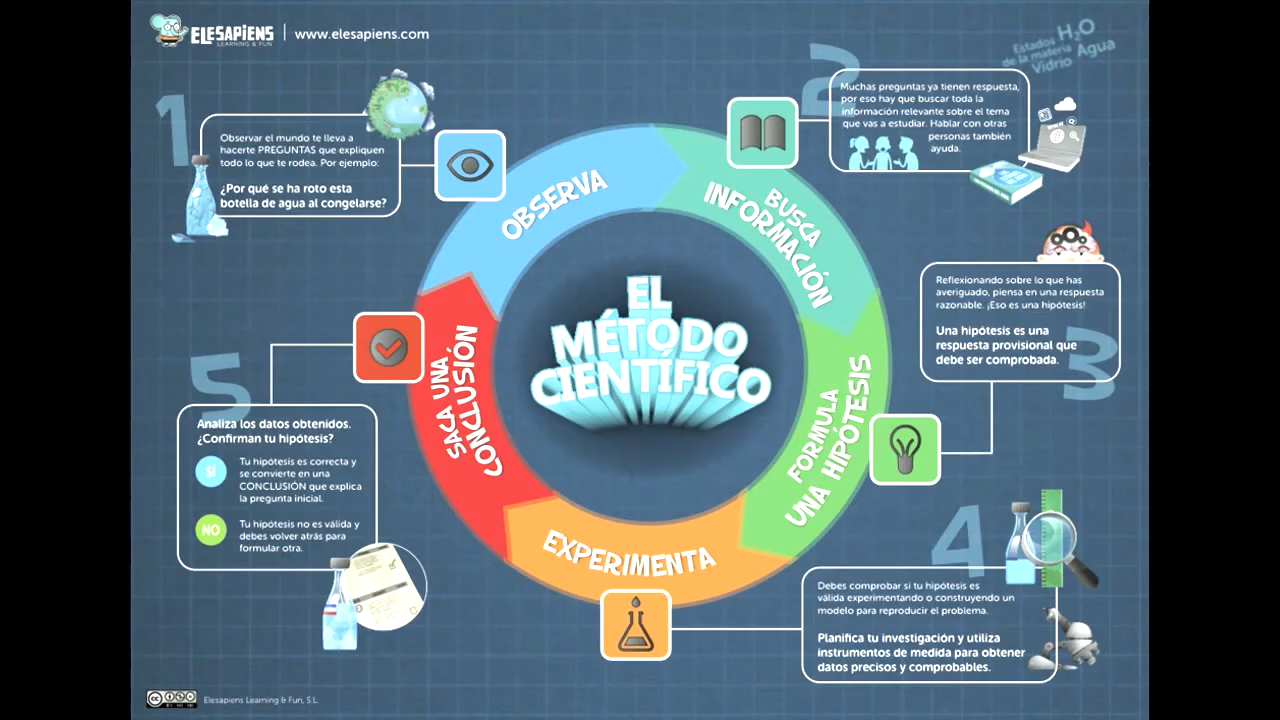 ELESAPiENS
LEARNING & FUN
www.elesapiens.com
Estados H2O
de la materia Agua
Vidrio
1
Observar el mundo te lleva a
hacerte PREGUNTAS que expliquen
todo lo que te rodea. Por ejemplo:
¿Por qué se ha roto esta
botella de agua al congelarse?
OBSERVA
2
Muchas preguntas ya tienen respuesta,
por eso hay que buscar toda la
información relevante sobre el tema
que vas a estudiar. Hablar con otras
personas también
ayuda.
BUSCA
INFORMACIÓN
3
Reflexionando sobre lo que has
averiguado, piensa en una respuesta
razonable. ¡Eso es una hipótesis!
Una hipótesis es una
respuesta provisional que
debe ser comprobada.
FORMULA
UNA HIPÓTESIS
EL
MÉTODO
CIENTÍFICO
4
Debes comprobar si tu hipótesis es
válida experimentando o construyendo un
modelo para reproducir el problema.
Planifica tu investigación y utiliza
instrumentos de medida para obtener
datos precisos y comprobables.
EXPERIMENTA
5
Analiza los datos obtenidos.
¿Confirman tu hipótesis?
SÍ
Tu hipótesis es correcta y
se convierte en una
CONCLUSIÓN que explica
la pregunta inicial.
NO
Tu hipótesis no es válida y
debes volver atrás para
formular otra.
SACA UNA
CONCLUSIÓN
Elesapiens Learning & Fun, S.L.